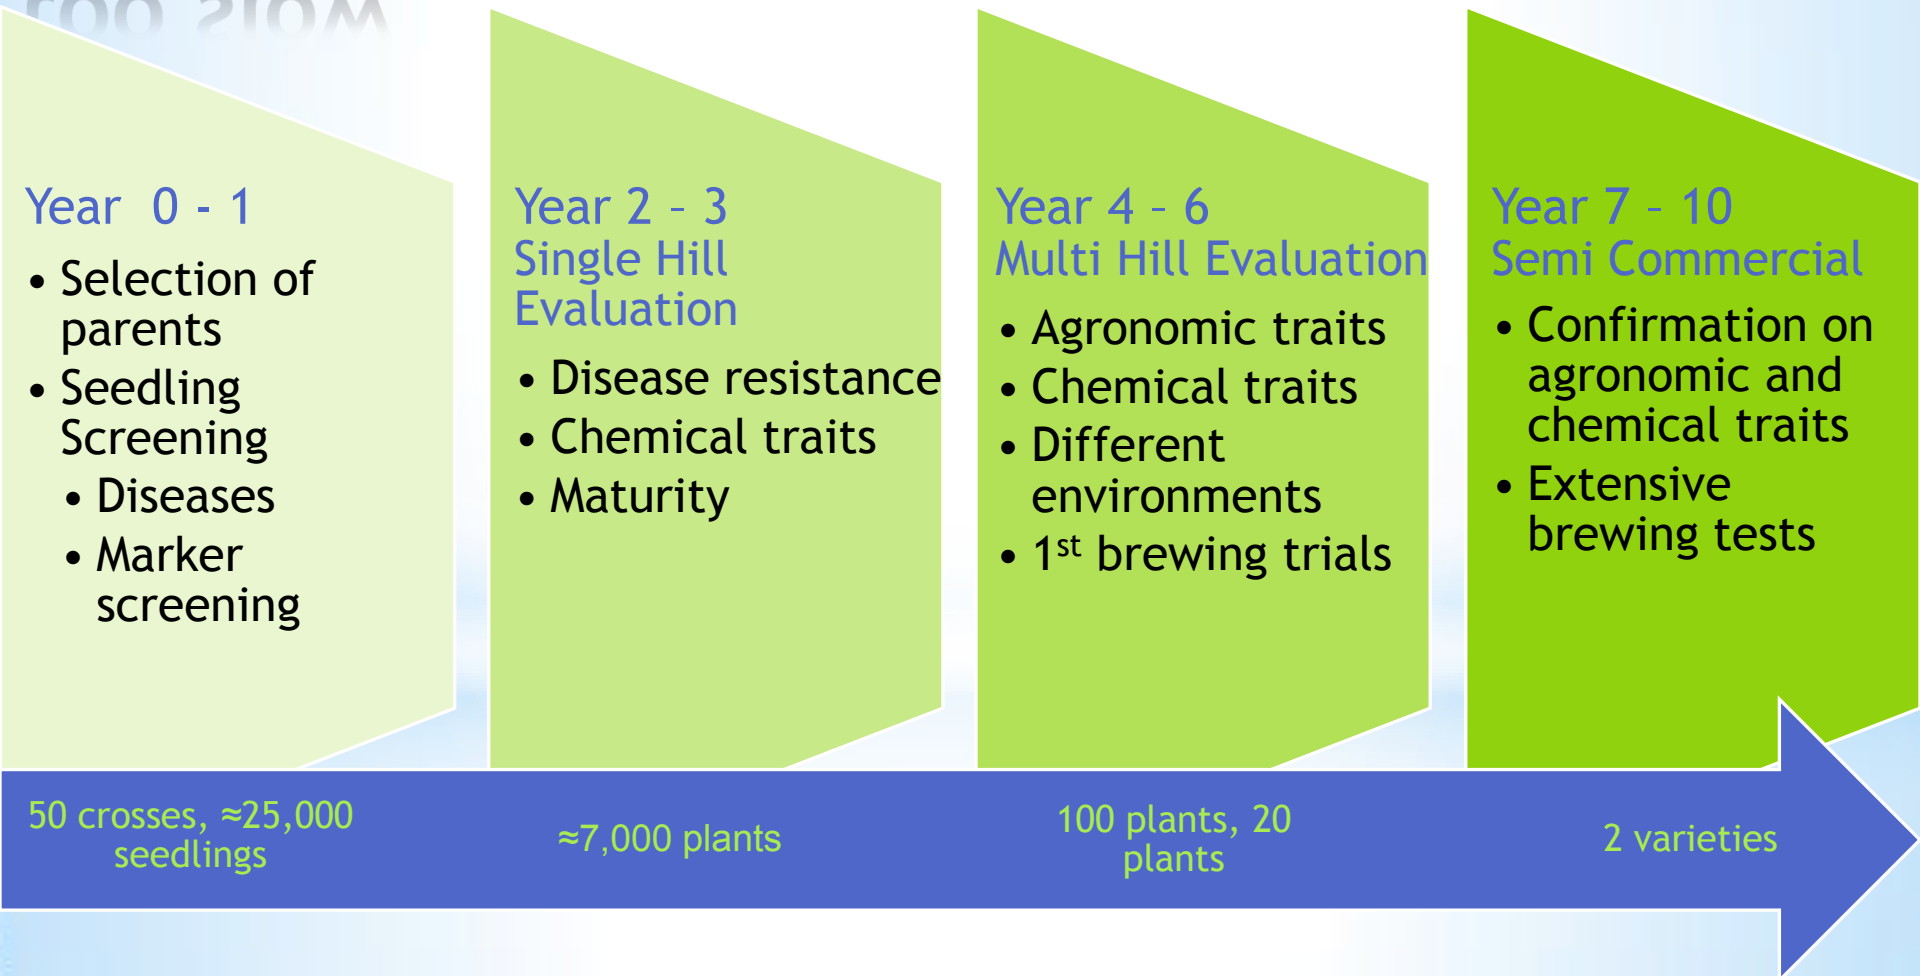 too slow
Year 0 - 1
• Selection of
parents
• Seedling
Screening
• Diseases
• Marker
screening
Year 2 – 3
Single Hill
Evaluation
• Disease resistance
• Chemical traits
• Maturity
Year 4 – 6
Multi Hill Evaluation
• Agronomic traits
• Chemical traits
• Different
environments
• 1st brewing trials
Year 7 – 10
Semi Commercial
• Confirmation on
agronomic and
chemical traits
• Extensive
brewing tests
50 crosses, ≈25,000
seedlings
≈7,000 plants
100 plants, 20
plants
2 varieties